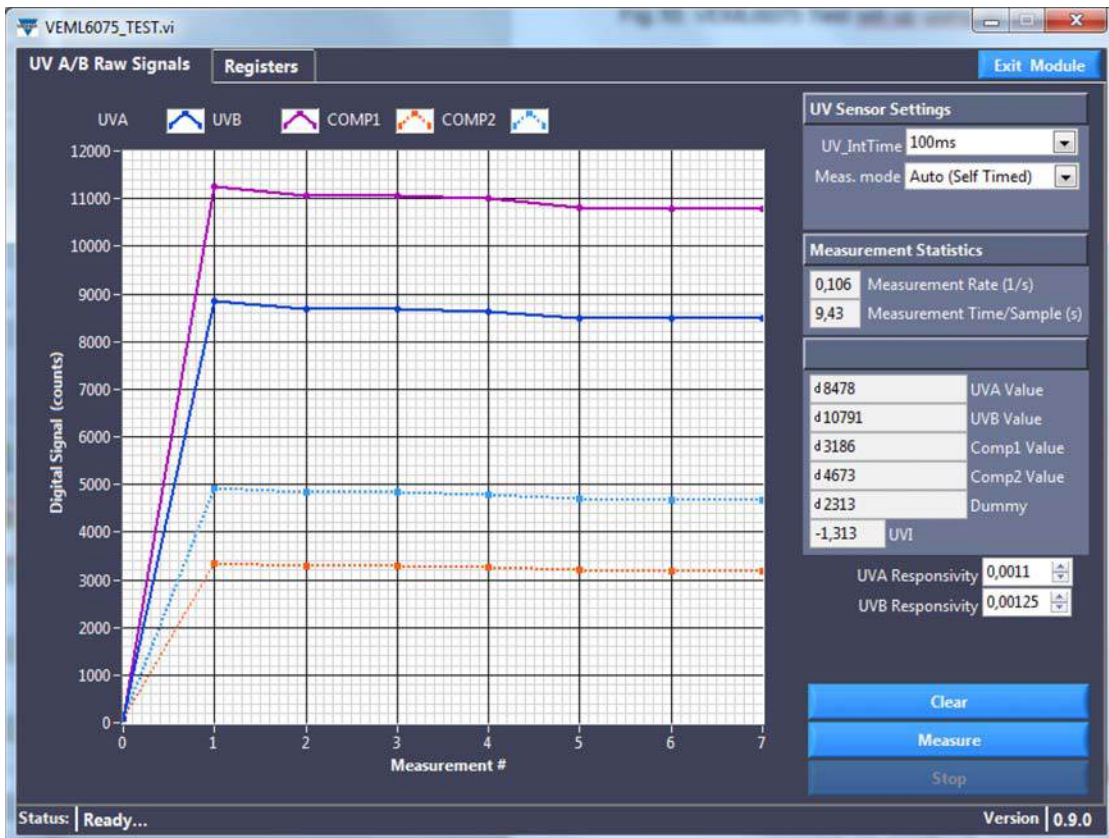 VEML6075_TEST.vi
UV A/B Raw Signals
Registers
Exit Module
UVA
UVB
COMP1
COMP2
12000
11000
10000
9000
8000
7000
6000
5000
4000
3000
2000
1000
0
Digital Signal (counts)
0 1 2 3 4 5 6 7
Measurement #
UV Sensor Settings
UV_IntTime 100ms
Meas. mode Auto (Self Timed)
Measurement Statistics
0,106 Measurement Rate (1/s)
9,43 Measurement Time/Sample (s)
d 8478 UVA Value
d 10791 UVB Value
d 3186 Comp1 Value
d 4673 Comp2 Value
d 2313 Dummy
-1,313 UVI
UVA Responsivity 0,0011
UVB Responsivity 0,00125
Clear
Measure
Stop
Status: Ready...
Version 0.9.0